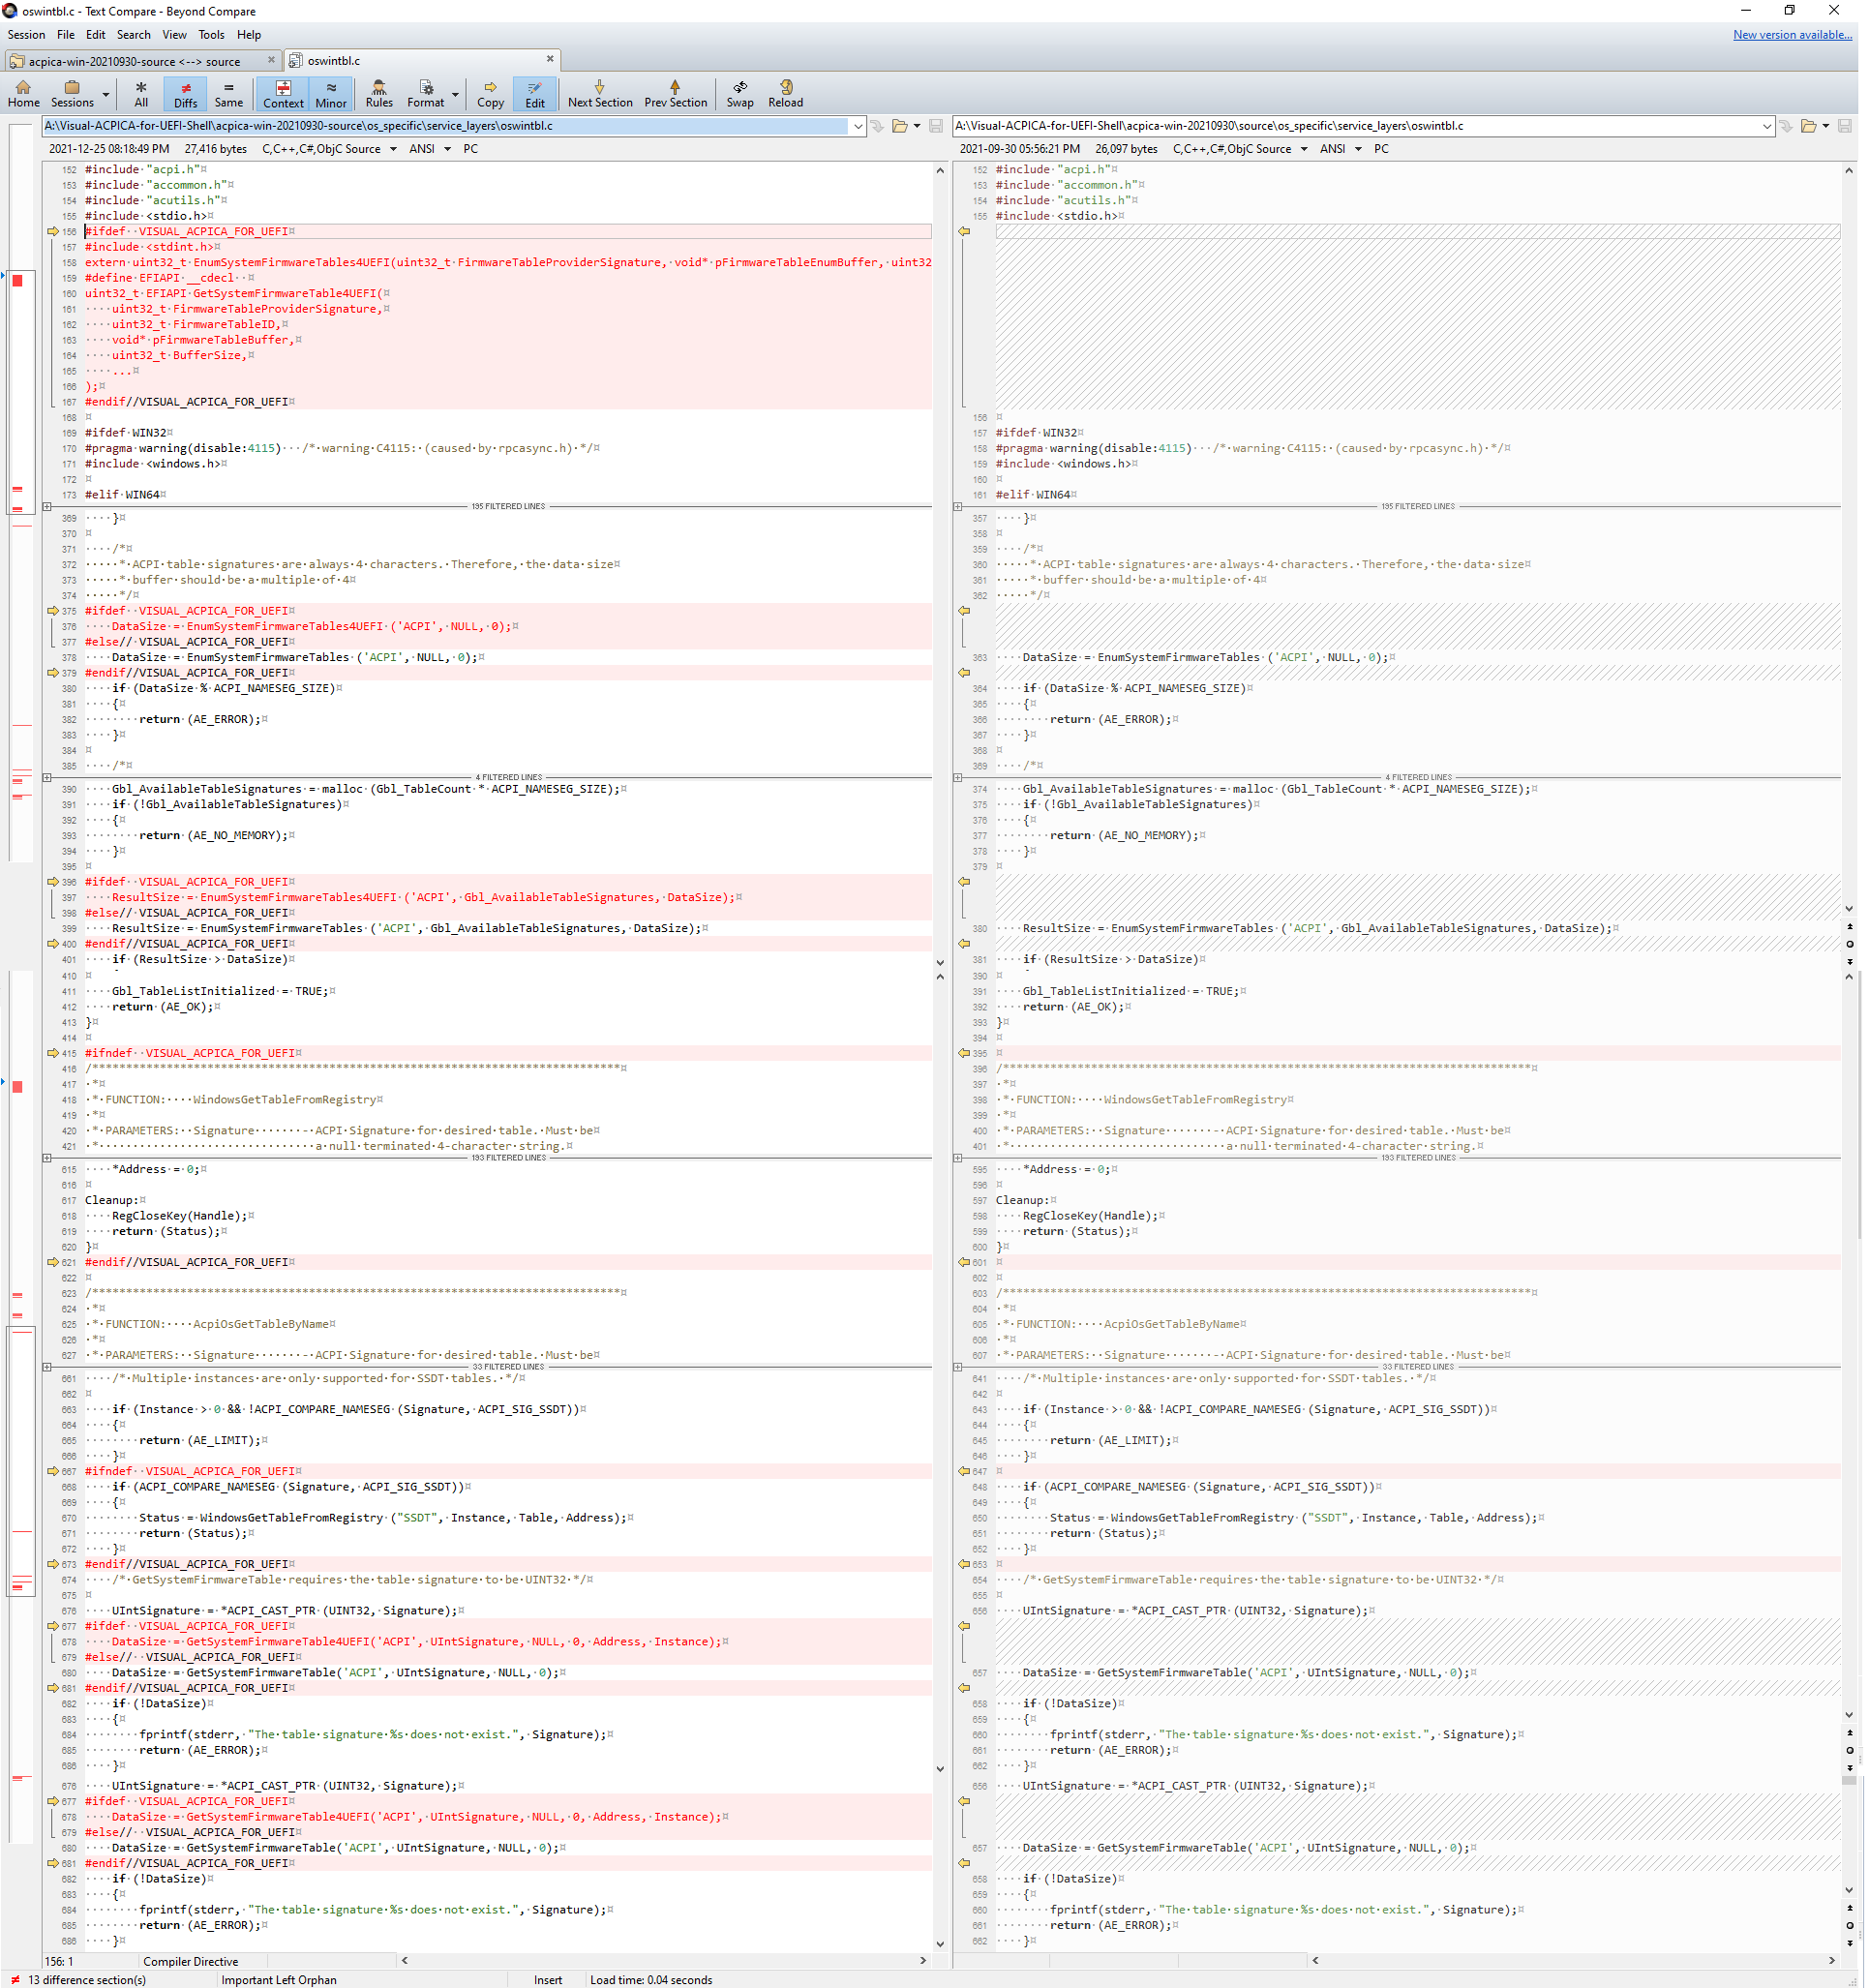 oswintbl.c - Text Compare - Beyond Compare
Session File Edit Search View Tools Help
New version available...
acpica-win-20210930-source <--> source
oswintbl.c
Home Sessions All Diffs Same Context Minor Rules Format Copy Edit Next Section Prev Section Swap Reload
A:\Visual-ACPICA-for-UEFI-Shell\acpica-win-20210930-source\os_specific\service_layers\oswintbl.c
2021-12-25 08:18:49 PM 27,416 bytes C,C++,C#,ObjC Source ANSI PC
152 #include "acpi.h"
153 #include "accommon.h"
154 #include "acutils.h"
155 #include <stdio.h>
156 #ifdef  VISUAL_ACPICA_FOR_UEFI
157 #include <stdint.h>
158 extern uint32_t EnumSystemFirmwareTables4UEFI(uint32_t FirmwareTableProviderSignature, void* pFirmwareTableEnumBuffer, uint32
159 #define EFIAPI __cdecl
160 uint32_t EFIAPI GetSystemFirmwareTable4UEFI(
161     uint32_t FirmwareTableProviderSignature,
162     uint32_t FirmwareTableID,
163     void* pFirmwareTableBuffer,
164     uint32_t BufferSize,
165     ...
166 );
167 #endif//VISUAL_ACPICA_FOR_UEFI
168
169 #ifdef WIN32
170 #pragma warning(disable:4115)   /* warning C4115: (caused by rpcasync.h) */
171 #include <windows.h>
172
173 #elif WIN64
195 FILTERED LINES
369     }
370
371     /*
372      * ACPI table signatures are always 4 characters. Therefore, the data size
373      * buffer should be a multiple of 4
374      */
375 #ifdef  VISUAL_ACPICA_FOR_UEFI
376     DataSize = EnumSystemFirmwareTables4UEFI ('ACPI', NULL, 0);
377 #else// VISUAL_ACPICA_FOR_UEFI
378     DataSize = EnumSystemFirmwareTables ('ACPI', NULL, 0);
379 #endif//VISUAL_ACPICA_FOR_UEFI
380     if (DataSize % ACPI_NAMESEG_SIZE)
381     {
382         return (AE_ERROR);
383     }
384
385     /*
4 FILTERED LINES
390     Gbl_AvailableTableSignatures = malloc (Gbl_TableCount * ACPI_NAMESEG_SIZE);
391     if (!Gbl_AvailableTableSignatures)
392     {
393         return (AE_NO_MEMORY);
394     }
395
396 #ifdef  VISUAL_ACPICA_FOR_UEFI
397     ResultSize = EnumSystemFirmwareTables4UEFI ('ACPI', Gbl_AvailableTableSignatures, DataSize);
398 #else// VISUAL_ACPICA_FOR_UEFI
399     ResultSize = EnumSystemFirmwareTables ('ACPI', Gbl_AvailableTableSignatures, DataSize);
400 #endif//VISUAL_ACPICA_FOR_UEFI
401     if (ResultSize > DataSize)
410
411     Gbl_TableListInitialized = TRUE;
412     return (AE_OK);
413 }
414
415 #ifndef  VISUAL_ACPICA_FOR_UEFI
416 /******************************************************************************
417  *
418  * FUNCTION:    WindowsGetTableFromRegistry
419  *
420  * PARAMETERS:  Signature       - ACPI Signature for desired table. Must be
421  *                                a null terminated 4-character string.
193 FILTERED LINES
615     *Address = 0;
616
617 Cleanup:
618     RegCloseKey(Handle);
619     return (Status);
620 }
621 #endif//VISUAL_ACPICA_FOR_UEFI
622
623 /******************************************************************************
624  *
625  * FUNCTION:    AcpiOsGetTableByName
626  *
627  * PARAMETERS:  Signature       - ACPI Signature for desired table. Must be
33 FILTERED LINES
661     /* Multiple instances are only supported for SSDT tables. */
662
663     if (Instance > 0 && !ACPI_COMPARE_NAMESEG (Signature, ACPI_SIG_SSDT))
664     {
665         return (AE_LIMIT);
666     }
667 #ifndef  VISUAL_ACPICA_FOR_UEFI
668     if (ACPI_COMPARE_NAMESEG (Signature, ACPI_SIG_SSDT))
669     {
670         Status = WindowsGetTableFromRegistry ("SSDT", Instance, Table, Address);
671         return (Status);
672     }
673 #endif//VISUAL_ACPICA_FOR_UEFI
674     /* GetSystemFirmwareTable requires the table signature to be UINT32 */
675
676     UIntSignature = *ACPI_CAST_PTR (UINT32, Signature);
677 #ifdef  VISUAL_ACPICA_FOR_UEFI
678     DataSize = GetSystemFirmwareTable4UEFI('ACPI', UIntSignature, NULL, 0, Address, Instance);
679 #else//  VISUAL_ACPICA_FOR_UEFI
680     DataSize = GetSystemFirmwareTable('ACPI', UIntSignature, NULL, 0);
681 #endif//VISUAL_ACPICA_FOR_UEFI
682     if (!DataSize)
683     {
684         fprintf(stderr, "The table signature %s does not exist.", Signature);
685         return (AE_ERROR);
686     }
676     UIntSignature = *ACPI_CAST_PTR (UINT32, Signature);
677 #ifdef  VISUAL_ACPICA_FOR_UEFI
678     DataSize = GetSystemFirmwareTable4UEFI('ACPI', UIntSignature, NULL, 0, Address, Instance);
679 #else//  VISUAL_ACPICA_FOR_UEFI
680     DataSize = GetSystemFirmwareTable('ACPI', UIntSignature, NULL, 0);
681 #endif//VISUAL_ACPICA_FOR_UEFI
682     if (!DataSize)
683     {
684         fprintf(stderr, "The table signature %s does not exist.", Signature);
685         return (AE_ERROR);
686     }
A:\Visual-ACPICA-for-UEFI-Shell\acpica-win-20210930\source\os_specific\service_layers\oswintbl.c
2021-09-30 05:56:21 PM 26,097 bytes C,C++,C#,ObjC Source ANSI PC
152 #include "acpi.h"
153 #include "accommon.h"
154 #include "acutils.h"
155 #include <stdio.h>
156
157 #ifdef WIN32
158 #pragma warning(disable:4115)   /* warning C4115: (caused by rpcasync.h) */
159 #include <windows.h>
160
161 #elif WIN64
195 FILTERED LINES
357     }
358
359     /*
360      * ACPI table signatures are always 4 characters. Therefore, the data size
361      * buffer should be a multiple of 4
362      */
363     DataSize = EnumSystemFirmwareTables ('ACPI', NULL, 0);
364     if (DataSize % ACPI_NAMESEG_SIZE)
365     {
366         return (AE_ERROR);
367     }
368
369     /*
4 FILTERED LINES
374     Gbl_AvailableTableSignatures = malloc (Gbl_TableCount * ACPI_NAMESEG_SIZE);
375     if (!Gbl_AvailableTableSignatures)
376     {
377         return (AE_NO_MEMORY);
378     }
379
380     ResultSize = EnumSystemFirmwareTables ('ACPI', Gbl_AvailableTableSignatures, DataSize);
381     if (ResultSize > DataSize)
390
391     Gbl_TableListInitialized = TRUE;
392     return (AE_OK);
393 }
394
395
396 /******************************************************************************
397  *
398  * FUNCTION:    WindowsGetTableFromRegistry
399  *
400  * PARAMETERS:  Signature       - ACPI Signature for desired table. Must be
401  *                                a null terminated 4-character string.
193 FILTERED LINES
595     *Address = 0;
596
597 Cleanup:
598     RegCloseKey(Handle);
599     return (Status);
600 }
601
602
603 /******************************************************************************
604  *
605  * FUNCTION:    AcpiOsGetTableByName
606  *
607  * PARAMETERS:  Signature       - ACPI Signature for desired table. Must be
33 FILTERED LINES
641     /* Multiple instances are only supported for SSDT tables. */
642
643     if (Instance > 0 && !ACPI_COMPARE_NAMESEG (Signature, ACPI_SIG_SSDT))
644     {
645         return (AE_LIMIT);
646     }
647
648     if (ACPI_COMPARE_NAMESEG (Signature, ACPI_SIG_SSDT))
649     {
650         Status = WindowsGetTableFromRegistry ("SSDT", Instance, Table, Address);
651         return (Status);
652     }
653
654     /* GetSystemFirmwareTable requires the table signature to be UINT32 */
655
656     UIntSignature = *ACPI_CAST_PTR (UINT32, Signature);
657     DataSize = GetSystemFirmwareTable('ACPI', UIntSignature, NULL, 0);
658     if (!DataSize)
659     {
660         fprintf(stderr, "The table signature %s does not exist.", Signature);
661         return (AE_ERROR);
662     }
656     UIntSignature = *ACPI_CAST_PTR (UINT32, Signature);
657     DataSize = GetSystemFirmwareTable('ACPI', UIntSignature, NULL, 0);
658     if (!DataSize)
659     {
660         fprintf(stderr, "The table signature %s does not exist.", Signature);
661         return (AE_ERROR);
662     }
156: 1 Compiler Directive
13 difference section(s) Important Left Orphan Insert Load time: 0.04 seconds